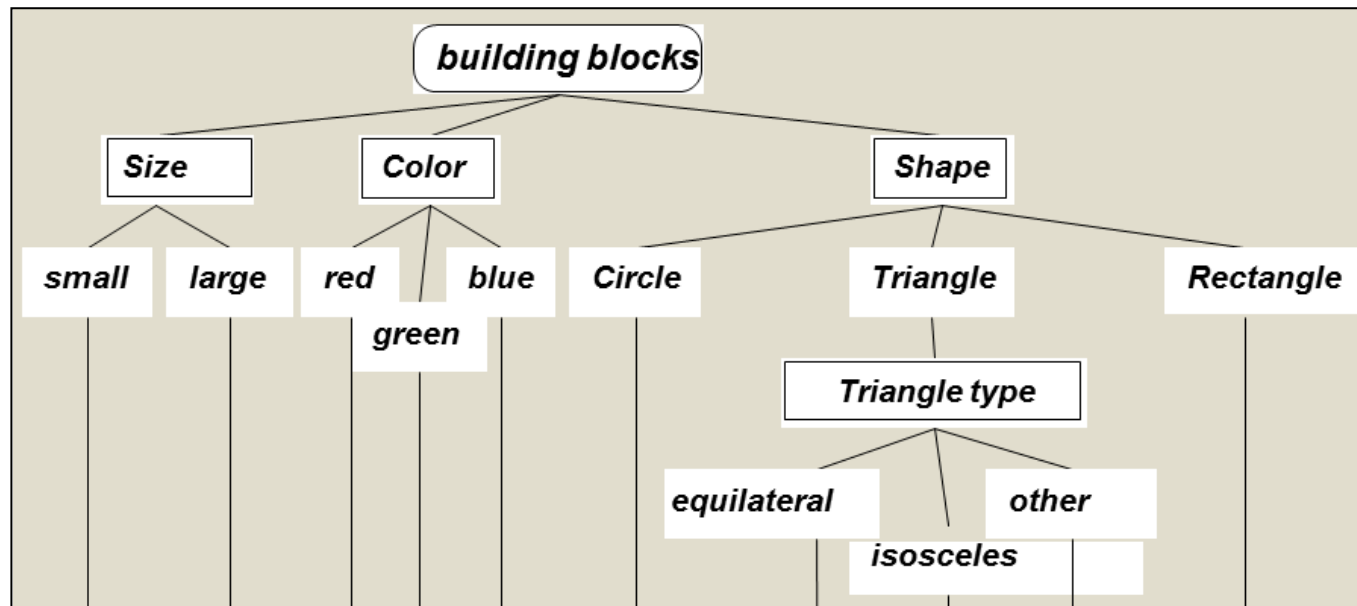 building blocks
Size
Color
Shape
small
large
red
blue
Circle
Triangle
Rectangle
green
Triangle type
equilateral
other
isosceles